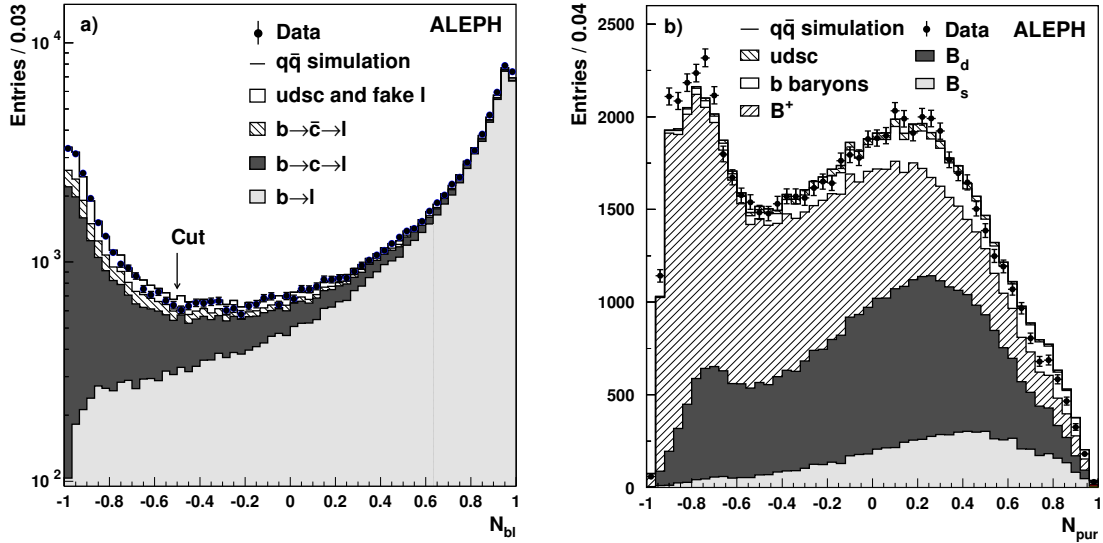 a)
ALEPH
Entries / 0.03
Data
qq̄ simulation
udsc and fake l
b→c̄→l
b→c→l
b→l
Cut
10⁴
10³
10²
-1 -0.8 -0.6 -0.4 -0.2 0 0.2 0.4 0.6 0.8 1
N_bl
b)
ALEPH
Entries / 0.04
qq̄ simulation
udsc
b baryons
B⁺
Data
B_d
B_s
2500
2000
1500
1000
500
0
-1 -0.8 -0.6 -0.4 -0.2 0 0.2 0.4 0.6 0.8 1
N_pur